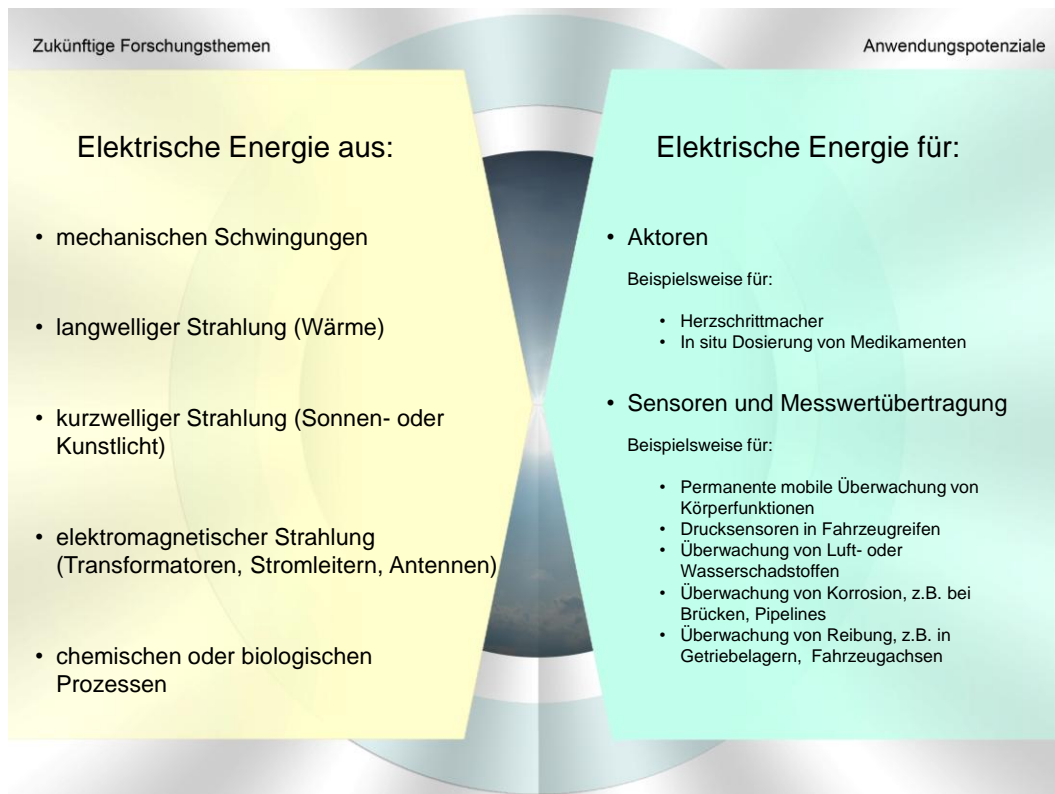 Zukünftige Forschungsthemen
Anwendungspotenziale
Elektrische Energie aus:
• mechanischen Schwingungen
• langwelliger Strahlung (Wärme)
• kurzwelliger Strahlung (Sonnen- oder
Kunstlicht)
• elektromagnetischer Strahlung
(Transformatoren, Stromleitern, Antennen)
• chemischen oder biologischen
Prozessen
Elektrische Energie für:
• Aktoren
Beispielsweise für:
• Herzschrittmacher
• In situ Dosierung von Medikamenten
• Sensoren und Messwertübertragung
Beispielsweise für:
• Permanente mobile Überwachung von
Körperfunktionen
• Drucksensoren in Fahrzeugreifen
• Überwachung von Luft- oder
Wasserschadstoffen
• Überwachung von Korrosion, z.B. bei
Brücken, Pipelines
• Überwachung von Reibung, z.B. in
Getriebelagern, Fahrzeugachsen